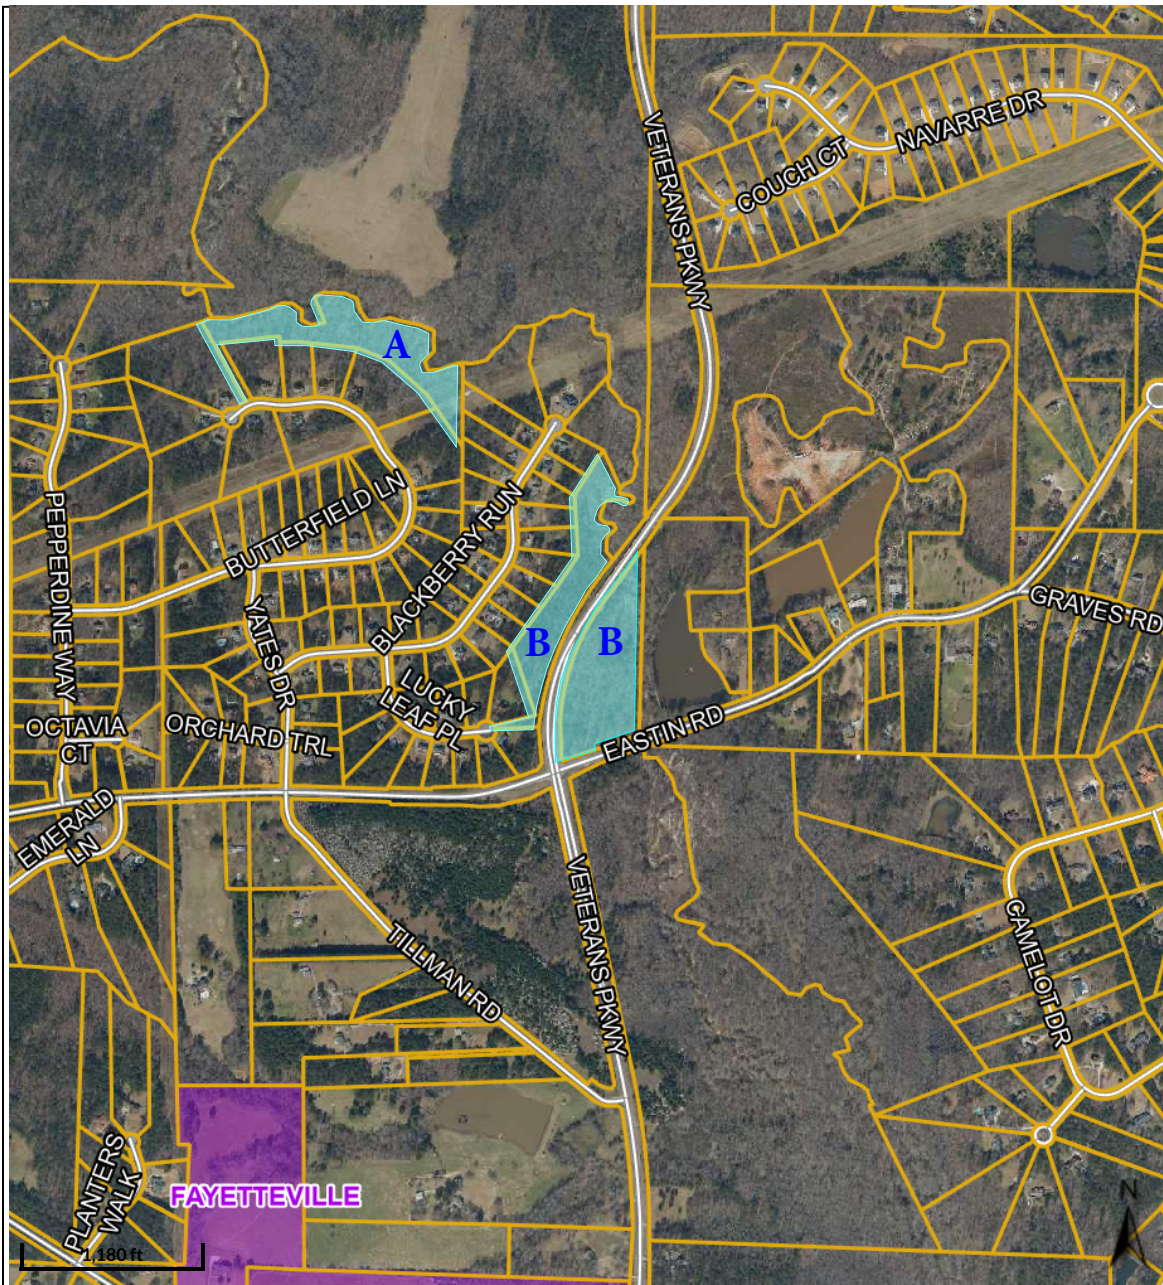 VETERANS PKWY
COUCH CT
NAVARRE DR
A
BUTTERFIELD LN
PEPPERDINE WAY
BLACKBERRY RUN
YATES DR
GRAVES RD
B
B
LUCKY
LEAF PL
OCTAVIA
CT
ORCHARD TRL
EASTIN RD
EMERALD
LN
VETERANS PKWY
TILLMAN RD
CAMELOT DR
PLANTERS
WALK
FAYETTEVILLE
N
1,180 ft